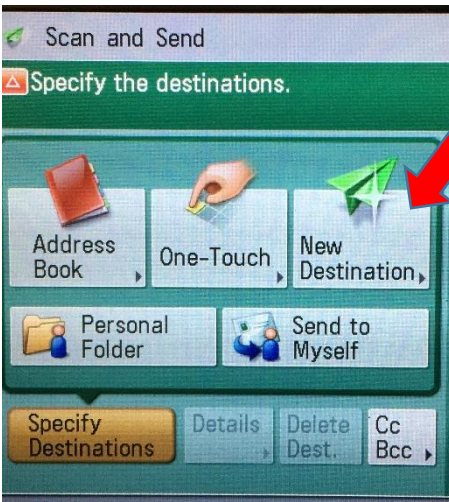 Scan and Send
Specify the destinations.
Address
Book
One-Touch
New
Destination
Personal
Folder
Send to
Myself
Specify
Destinations
Details
Delete
Dest.
Cc
Bcc